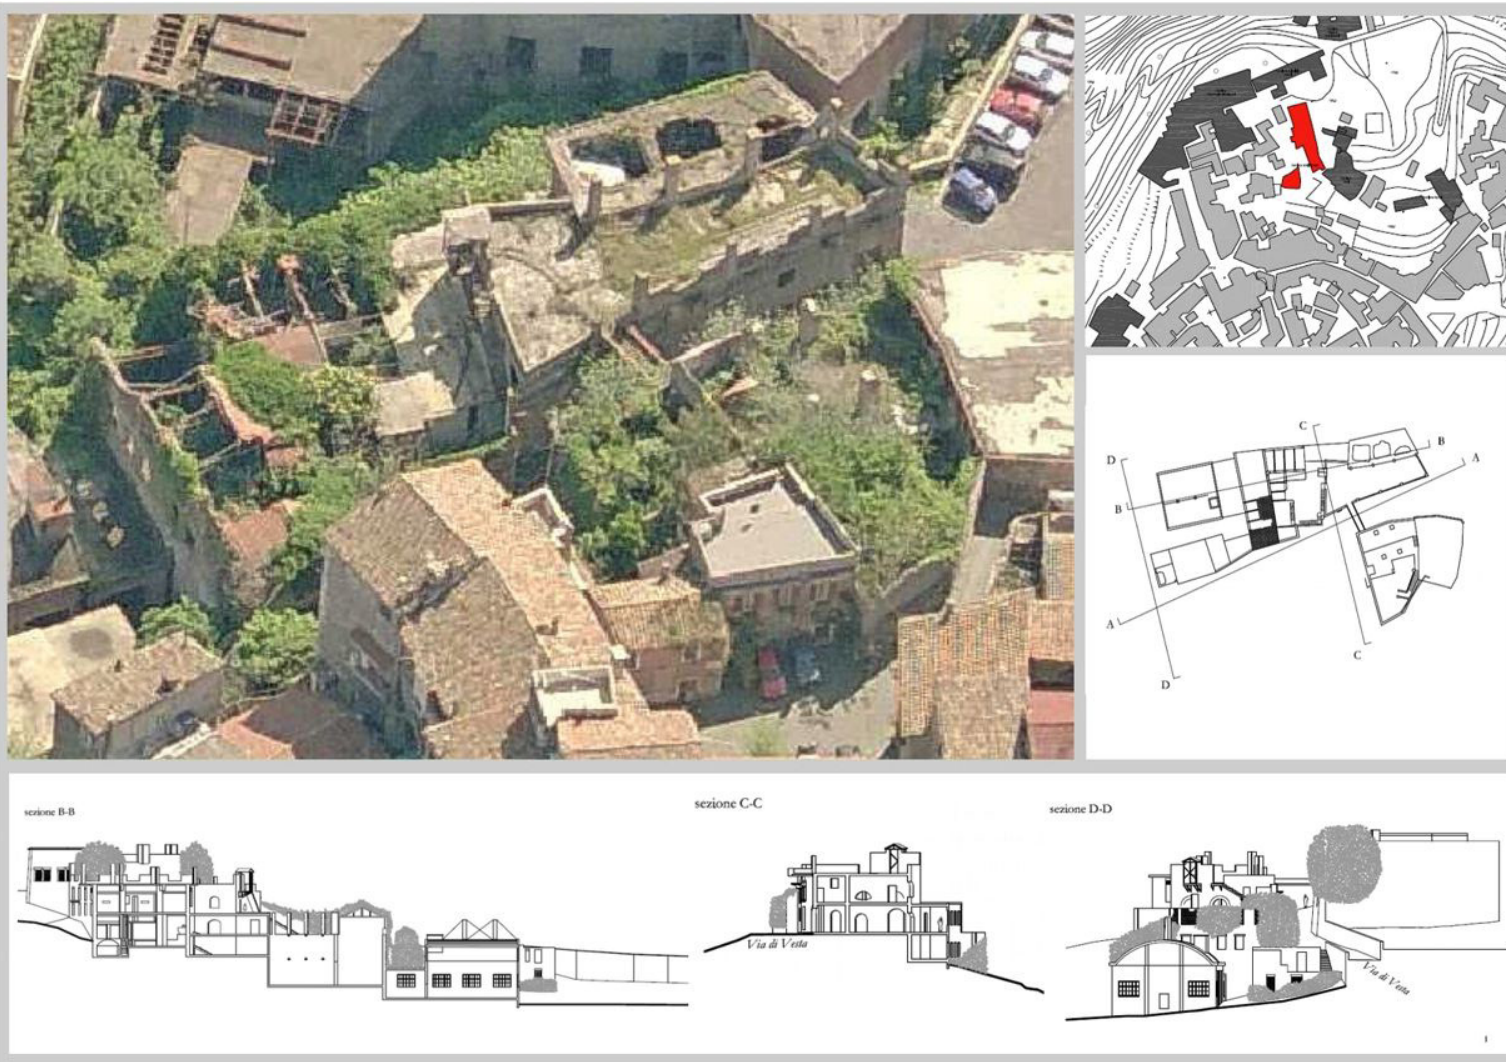 C
D
B
A
B
A
C
D
sezione B-B
sezione C-C
sezione D-D
Via di Vesta
Via di Vesta